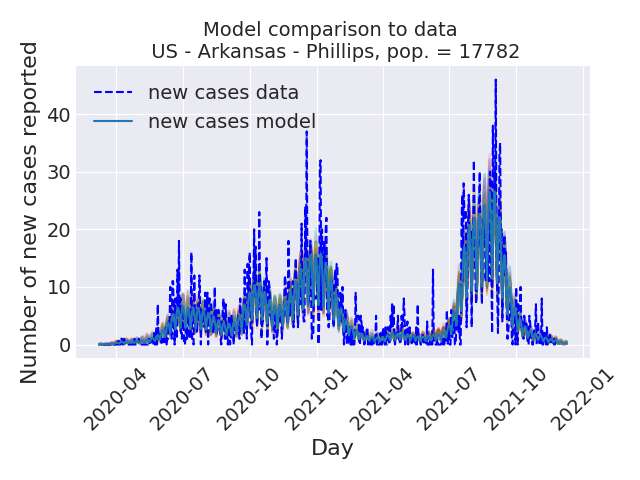 Model comparison to data
US - Arkansas - Phillips, pop. = 17782
Number of new cases reported
new cases data
new cases model
40
30
20
10
0
2020-04
2020-07
2020-10
2021-01
2021-04
2021-07
2021-10
2022-01
Day